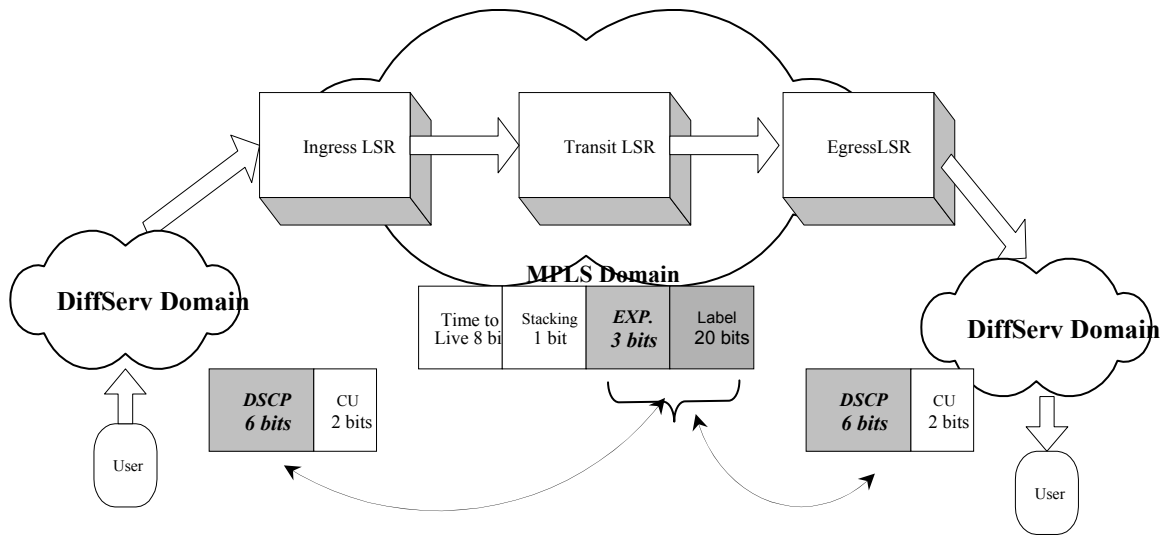 Ingress LSR
Transit LSR
EgressLSR
MPLS Domain
DiffServ Domain
DiffServ Domain
Time to
Live 8 bi
Stacking
1 bit
EXP.
3 bits
Label
20 bits
DSCP
6 bits
CU
2 bits
DSCP
6 bits
CU
2 bits
User
User